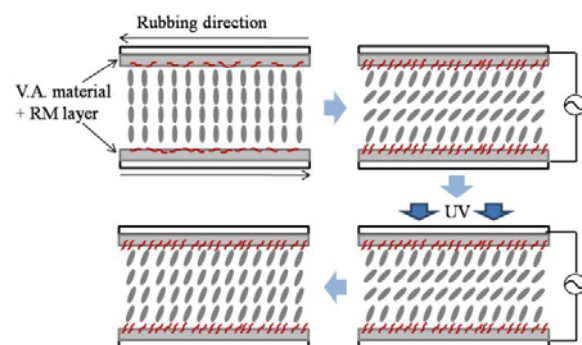 Rubbing direction
V.A. material
+ RM layer
UV